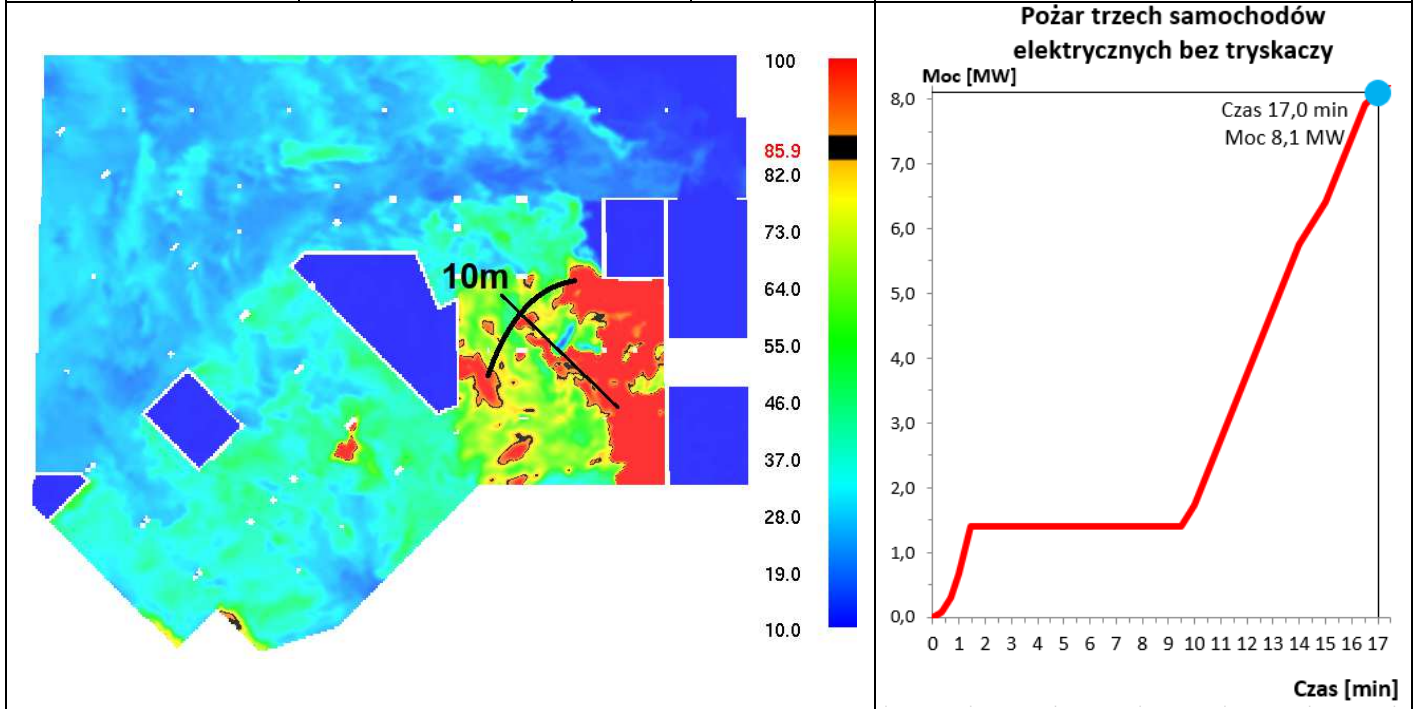 100
85.9
82.0
73.0
64.0
55.0
46.0
37.0
28.0
19.0
10.0
10m
Pożar trzech samochodów
elektrycznych bez tryskaczy
Moc [MW]
8,0
7,0
6,0
5,0
4,0
3,0
2,0
1,0
0,0
Czas 17,0 min
Moc 8,1 MW
0 1 2 3 4 5 6 7 8 9 10 11 12 13 14 15 16 17
Czas [min]